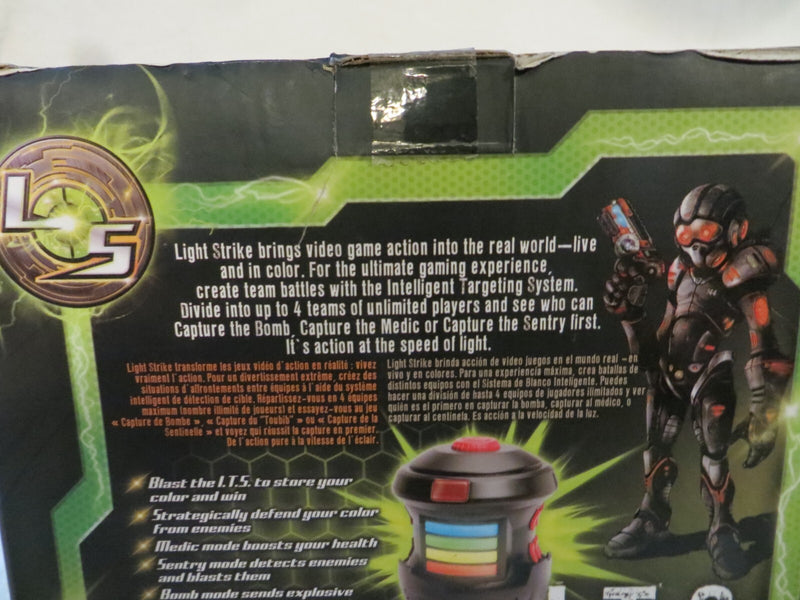 LS
Light Strike brings video game action into the real world—live
and in color. For the ultimate gaming experience,
create team battles with the Intelligent Targeting System.
Divide into up to 4 teams of unlimited players and see who can
Capture the Bomb, Capture the Medic or Capture the Sentry first.
It's action at the speed of light.
Light Strike transforme les jeux vidéo d'action en réalité : vivez
vraiment l'action. Pour un divertissement extrême, créez des
situations d'affrontements entre équipes à l'aide du système
intelligent de détection de cible. Répartissez-vous en 4 équipes
maximum (nombre illimité de joueurs) et essayez-vous au jeu
« Capture de Bombe », « Capture du "Toubib" » ou « Capture de la
Sentinelle » et voyez qui réussit la capture en premier.
De l'action pure à la vitesse de l'éclair.
Light Strike brinda acción de video juegos en el mundo real – en
vivo y en colores. Para una experiencia máxima, crea batallas de
distintos equipos con el Sistema de Blanco Inteligente. Puedes
hacer una división de hasta 4 equipos de jugadores ilimitados y ver
quién es el primero en capturar la bomba, capturar al médico, o
capturar al centinela. Es acción a la velocidad de la luz.
Blast the I.T.S. to store your
color and win
Strategically defend your color
from enemies
Medic mode boosts your health
Sentry mode detects enemies
and blasts them
Bomb mode sends explosive